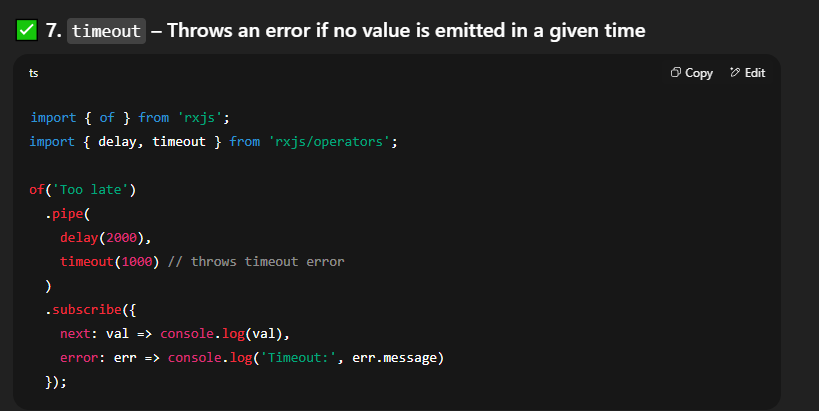 ✅ 7. timeout – Throws an error if no value is emitted in a given time
ts
Copy Edit
import { of } from 'rxjs';
import { delay, timeout } from 'rxjs/operators';
of('Too late')
.pipe(
delay(2000),
timeout(1000) // throws timeout error
)
.subscribe({
next: val => console.log(val),
error: err => console.log('Timeout:', err.message)
});